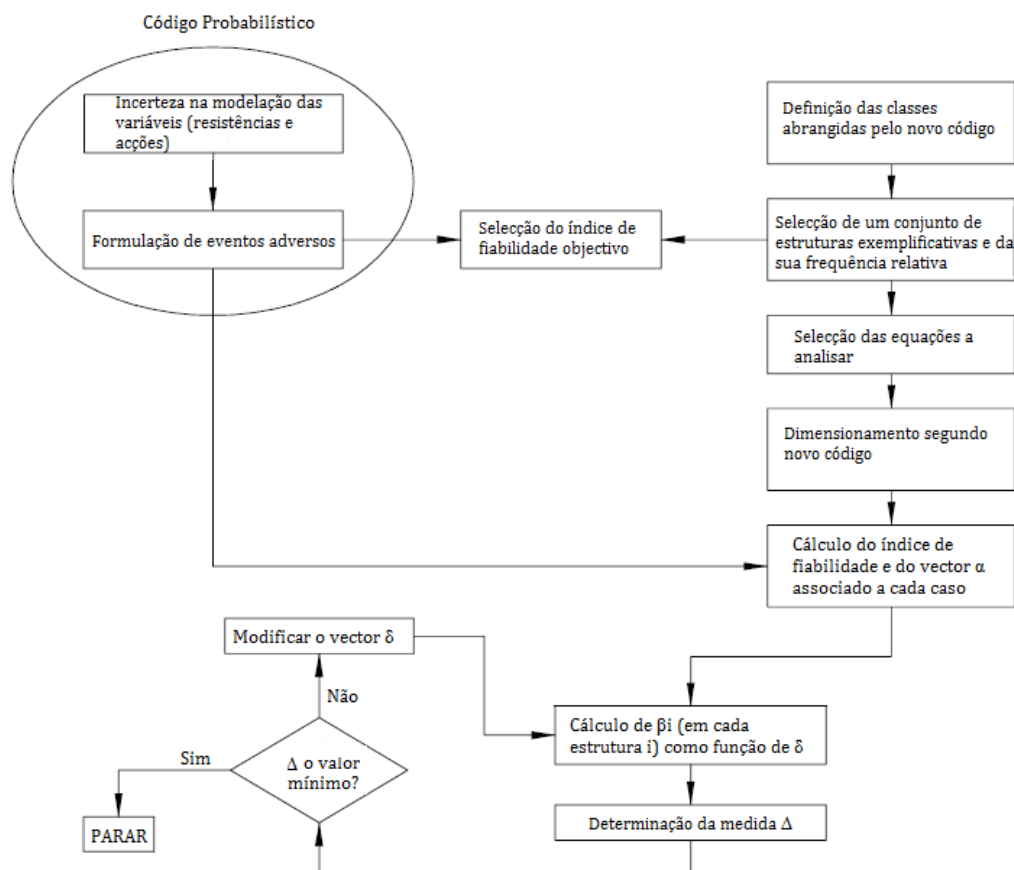 Código Probabilístico
Incerteza na modelação das
variáveis (resistências e
acções)
Formulação de eventos adversos
Selecção do índice de
fiabilidade objectivo
Definição das classes
abrangidas pelo novo código
Selecção de um conjunto de
estruturas exemplificativas e da
sua frequência relativa
Selecção das equações a
analisar
Dimensionamento segundo
novo código
Cálculo do índice de
fiabilidade e do vector α
associado a cada caso
Modificar o vector δ
Não
Cálculo de βi (em cada
estrutura i) como função de δ
Sim
Δ o valor
mínimo?
PARAR
Determinação da medida Δ